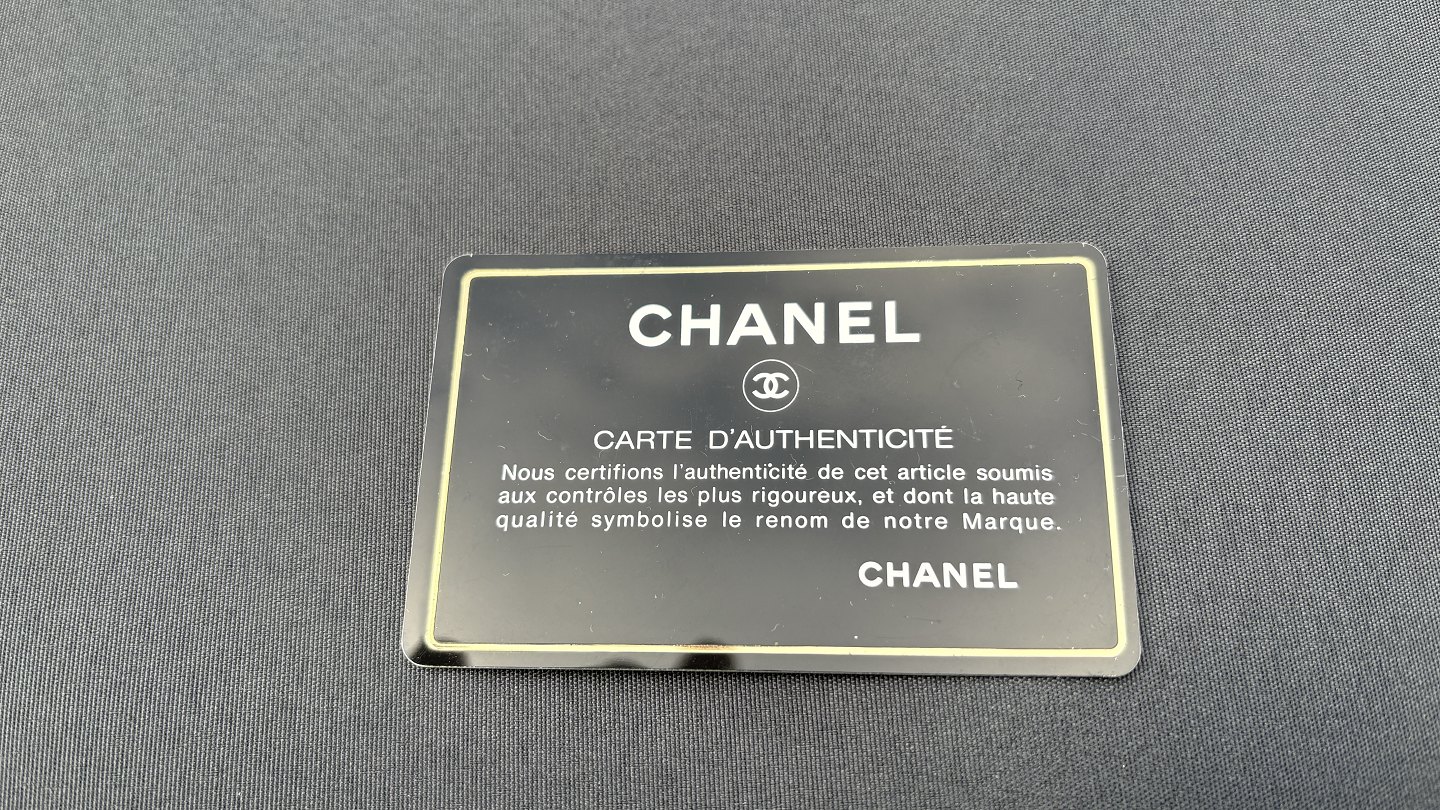 CHANEL
CARTE D'AUTHENTICITÉ
Nous certifions l'authenticité de cet article soumis
aux contrôles les plus rigoureux, et dont la haute
qualité symbolise le renom de notre Marque.
CHANEL